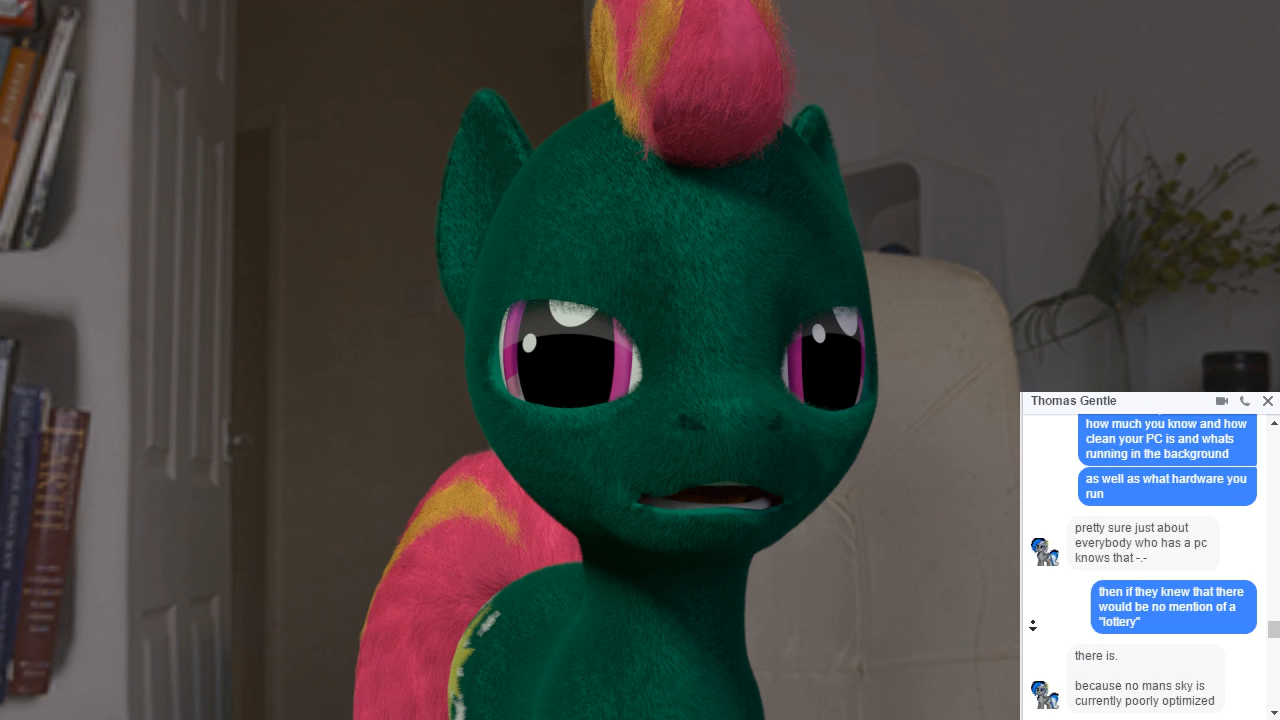 Thomas Gentle
how much you know and how
clean your PC is and whats
running in the background
as well as what hardware you
run
pretty sure just about
everybody who has a pc
knows that -.-
then if they knew that there
would be no mention of a
"lottery"
there is.
because no mans sky is
currently poorly optimized